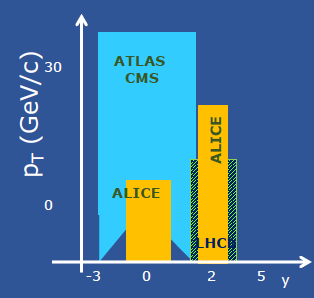 ATLAS
CMS
30
pT (GeV/c)
ALICE
ALICE
0
LHCb
-3 0 2 5 y